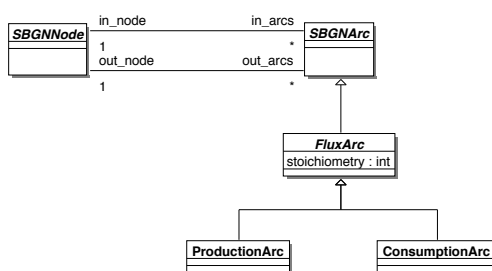 in_node in_arcs
SBGNNode SBGNArc
1 *
out_node out_arcs
1 *
FluxArc
stoichiometry : int
ProductionArc ConsumptionArc